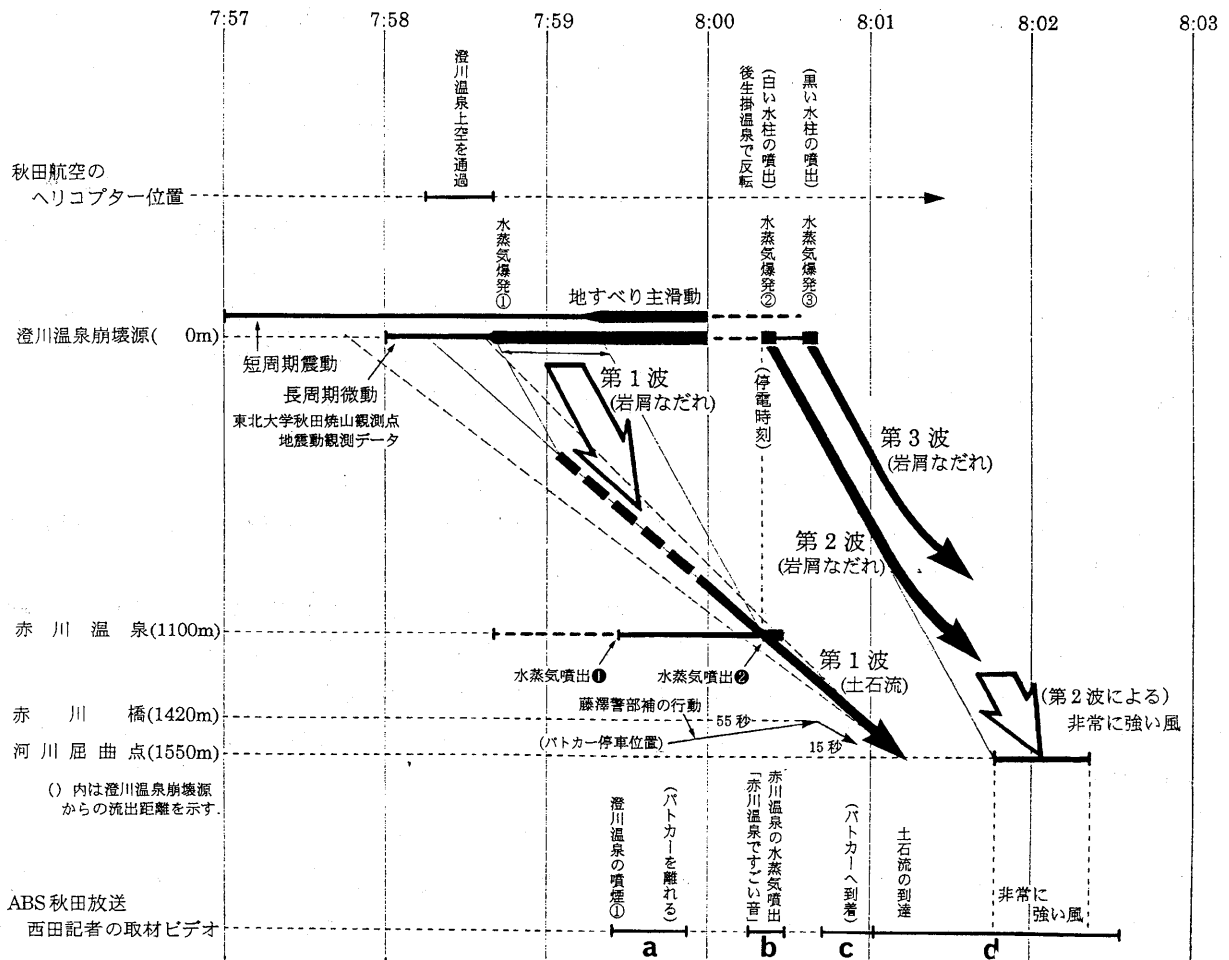 7:57 7:58 7:59 8:00 8:01 8:02 8:03
澄川温泉上空を通過
後生掛温泉で反転
(白い水柱の噴出)
(黒い水柱の噴出)
秋田航空の
ヘリコプター位置
水蒸気爆発①
水蒸気爆発②
水蒸気爆発③
地すべり主滑動
澄川温泉崩壊源( 0m)
短周期震動
長周期微動
東北大学秋田焼山観測点
地震動観測データ
第1波
(岩屑なだれ)
(停電時刻)
第3波
(岩屑なだれ)
第2波
(岩屑なだれ)
赤川温泉(1100m)
水蒸気噴出❶
水蒸気噴出❷
第1波
(土石流)
藤澤警部補の行動
赤川橋(1420m)
55秒
(パトカー停車位置)
15秒
(第2波による)
非常に強い風
河川屈曲点(1550m)
()内は澄川温泉崩壊源
からの流出距離を示す.
澄川温泉の噴煙①
(パトカーを離れる)
「赤川温泉ですごい音」
赤川温泉の水蒸気噴出
(パトカーへ到着)
土石流の到達
非常に
強い風
ABS秋田放送
西田記者の取材ビデオ
a b c d